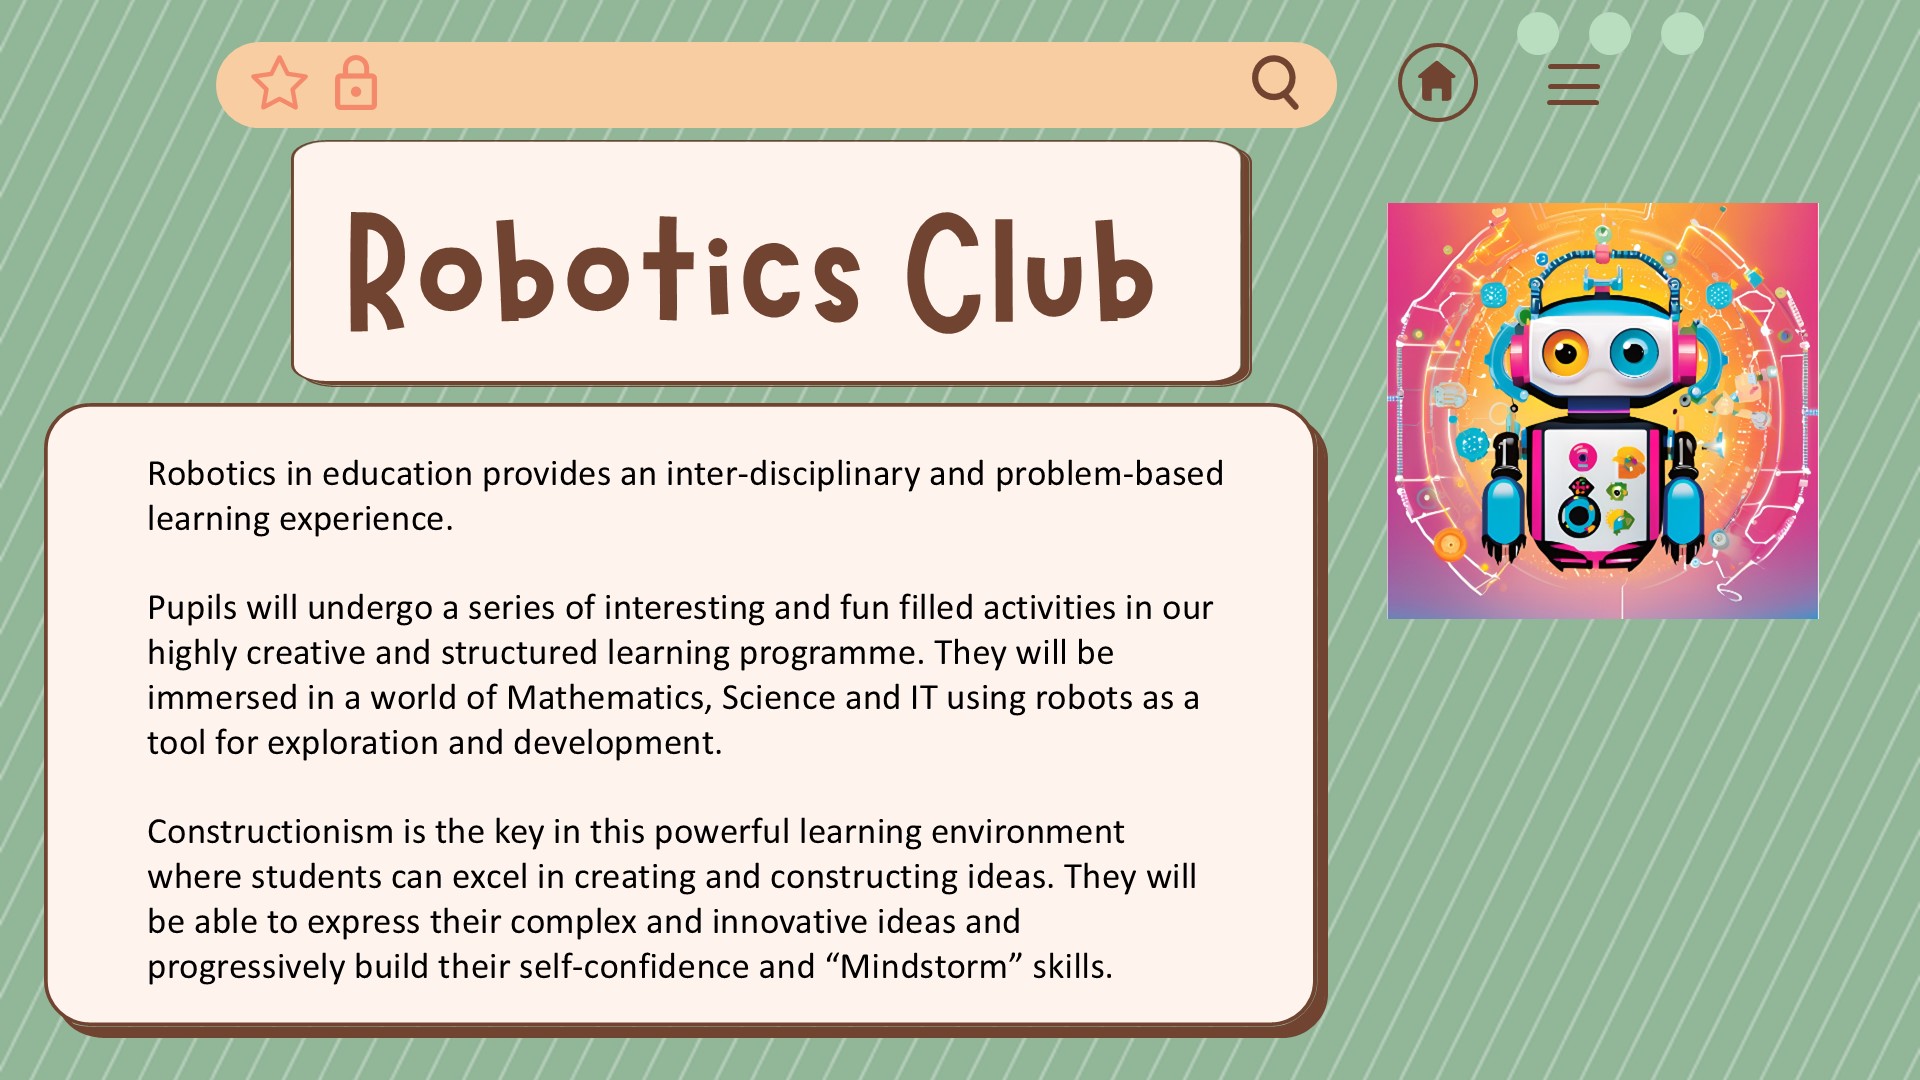 Robotics Club
Robotics in education provides an inter-disciplinary and problem-based
learning experience.
Pupils will undergo a series of interesting and fun filled activities in our
highly creative and structured learning programme. They will be
immersed in a world of Mathematics, Science and IT using robots as a
tool for exploration and development.
Constructionism is the key in this powerful learning environment
where students can excel in creating and constructing ideas. They will
be able to express their complex and innovative ideas and
progressively build their self-confidence and “Mindstorm” skills.